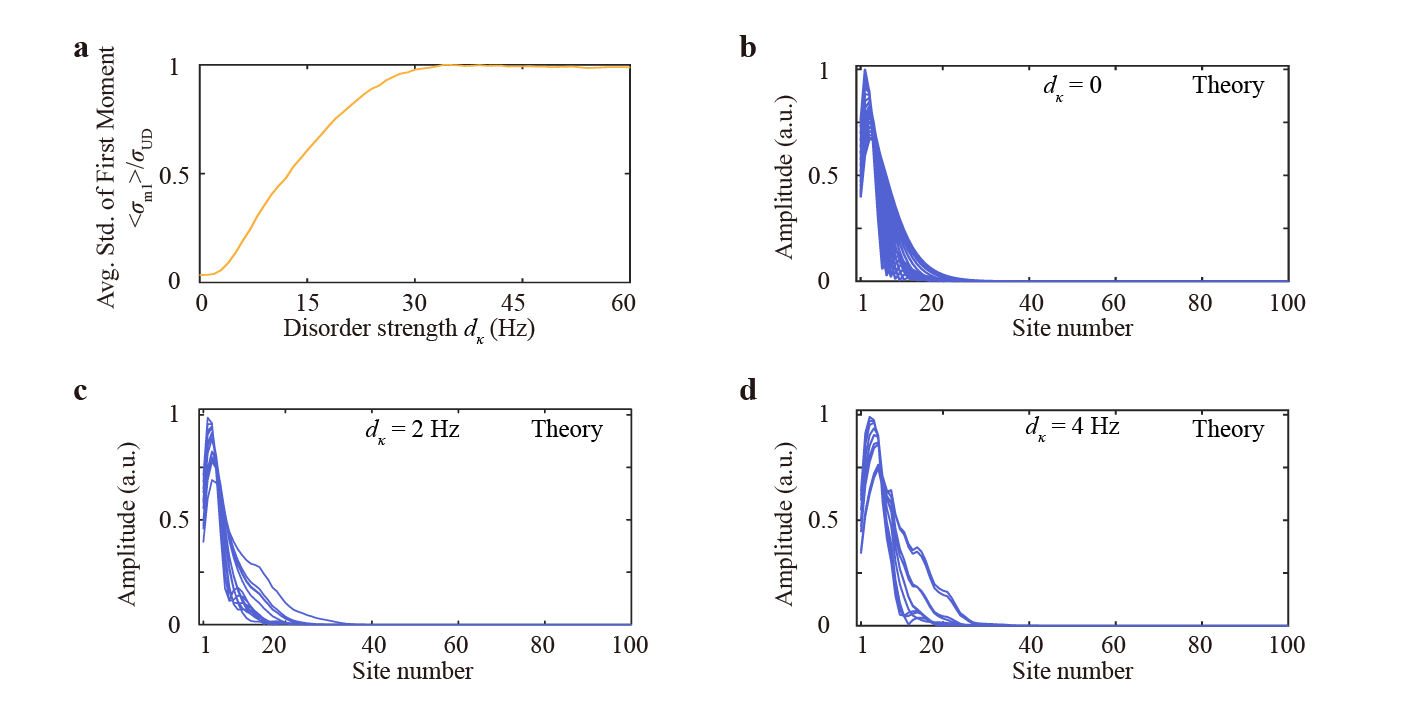 a
Avg. Std. of First Moment
<σm1>/σUD
1
0.5
0
0 15 30 45 60
Disorder strength dκ (Hz)
b
Amplitude (a.u.)
1
0.5
0
dκ = 0 Theory
1 20 40 60 80 100
Site number
c
Amplitude (a.u.)
1
0.5
0
dκ = 2 Hz Theory
1 20 40 60 80 100
Site number
d
Amplitude (a.u.)
1
0.5
0
dκ = 4 Hz Theory
1 20 40 60 80 100
Site number